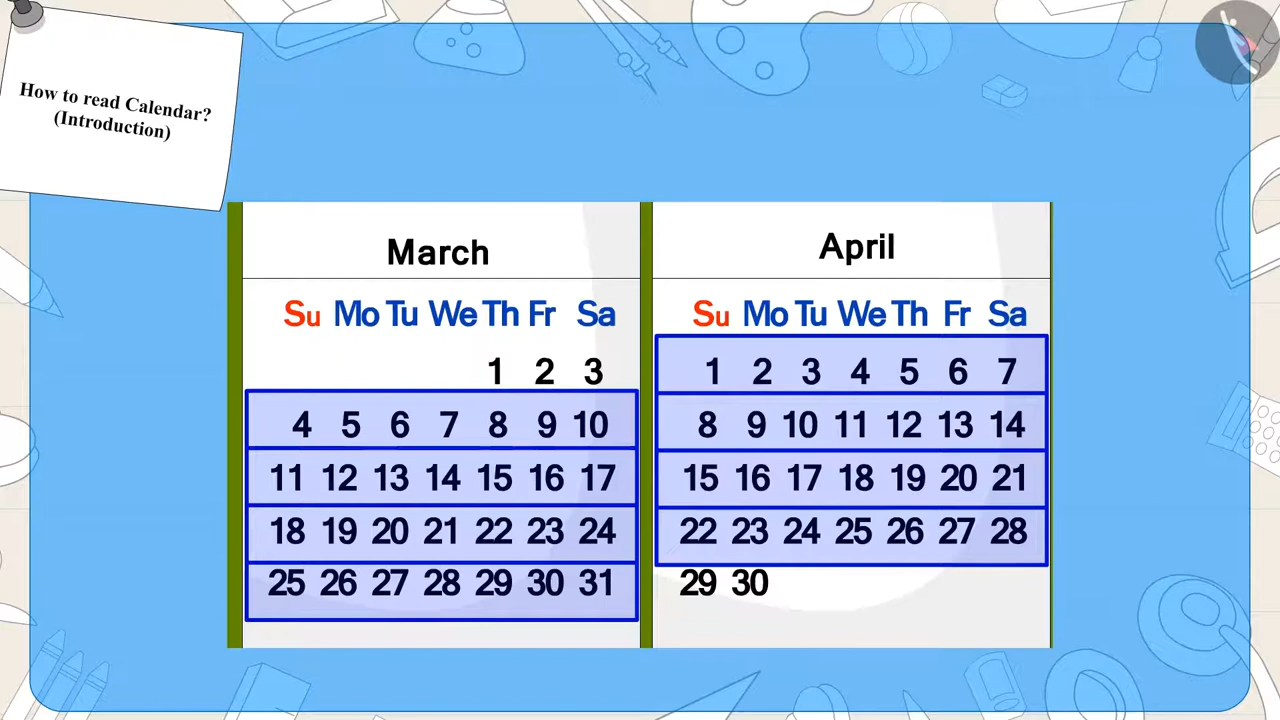 How to read Calendar?
(Introduction)
March
Su Mo Tu We Th Fr Sa
1 2 3
4 5 6 7 8 9 10
11 12 13 14 15 16 17
18 19 20 21 22 23 24
25 26 27 28 29 30 31
April
Su Mo Tu We Th Fr Sa
1 2 3 4 5 6 7
8 9 10 11 12 13 14
15 16 17 18 19 20 21
22 23 24 25 26 27 28
29 30